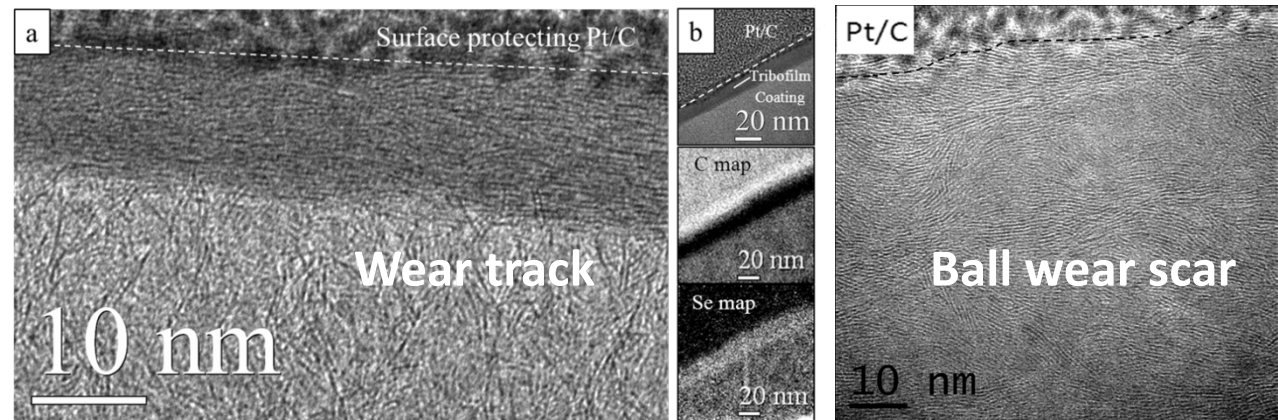 a
Surface protecting Pt/C
Wear track
10 nm
b
Pt/C
Tribofilm
Coating
20 nm
C map
20 nm
Se map
20 nm
Pt/C
Ball wear scar
10 nm